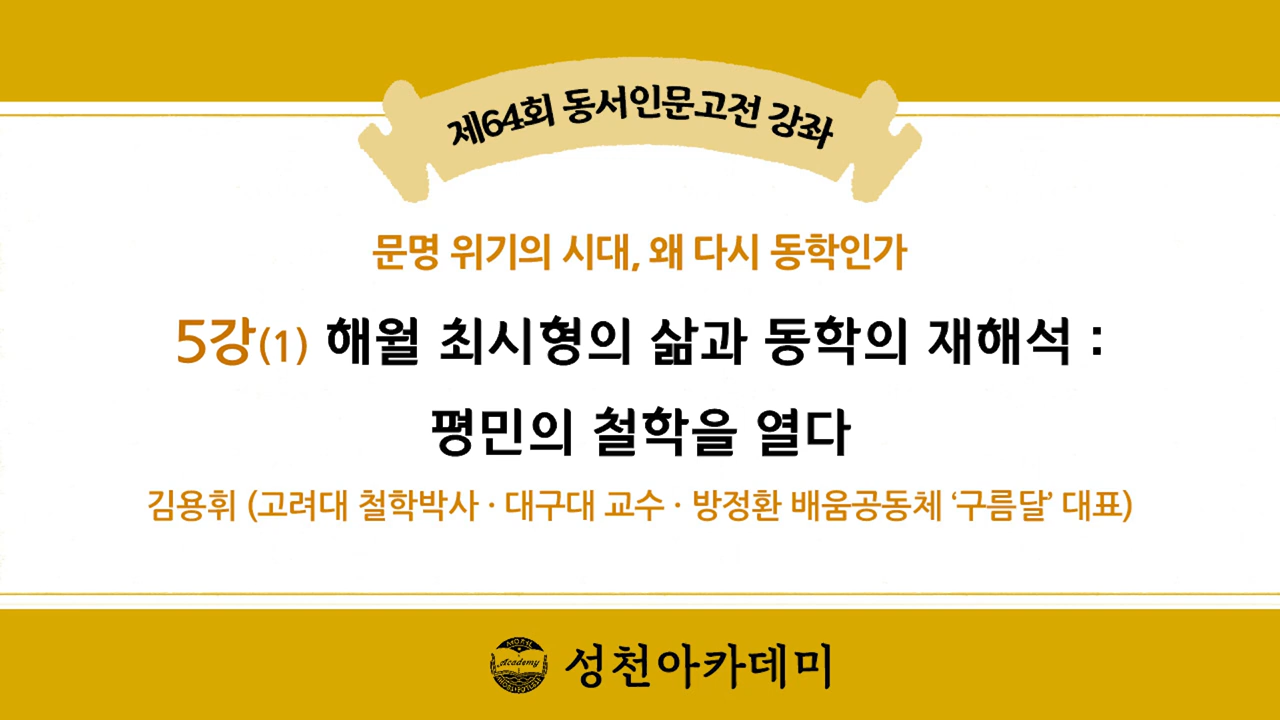 제64회 동서인문고전 강좌
문명 위기의 시대, 왜 다시 동학인가
5강(1) 해월 최시형의 삶과 동학의 재해석 :
평민의 철학을 열다
김용휘 (고려대 철학박사 · 대구대 교수 · 방정환 배움공동체 ‘구름달’ 대표)
Academy
성천아카데미